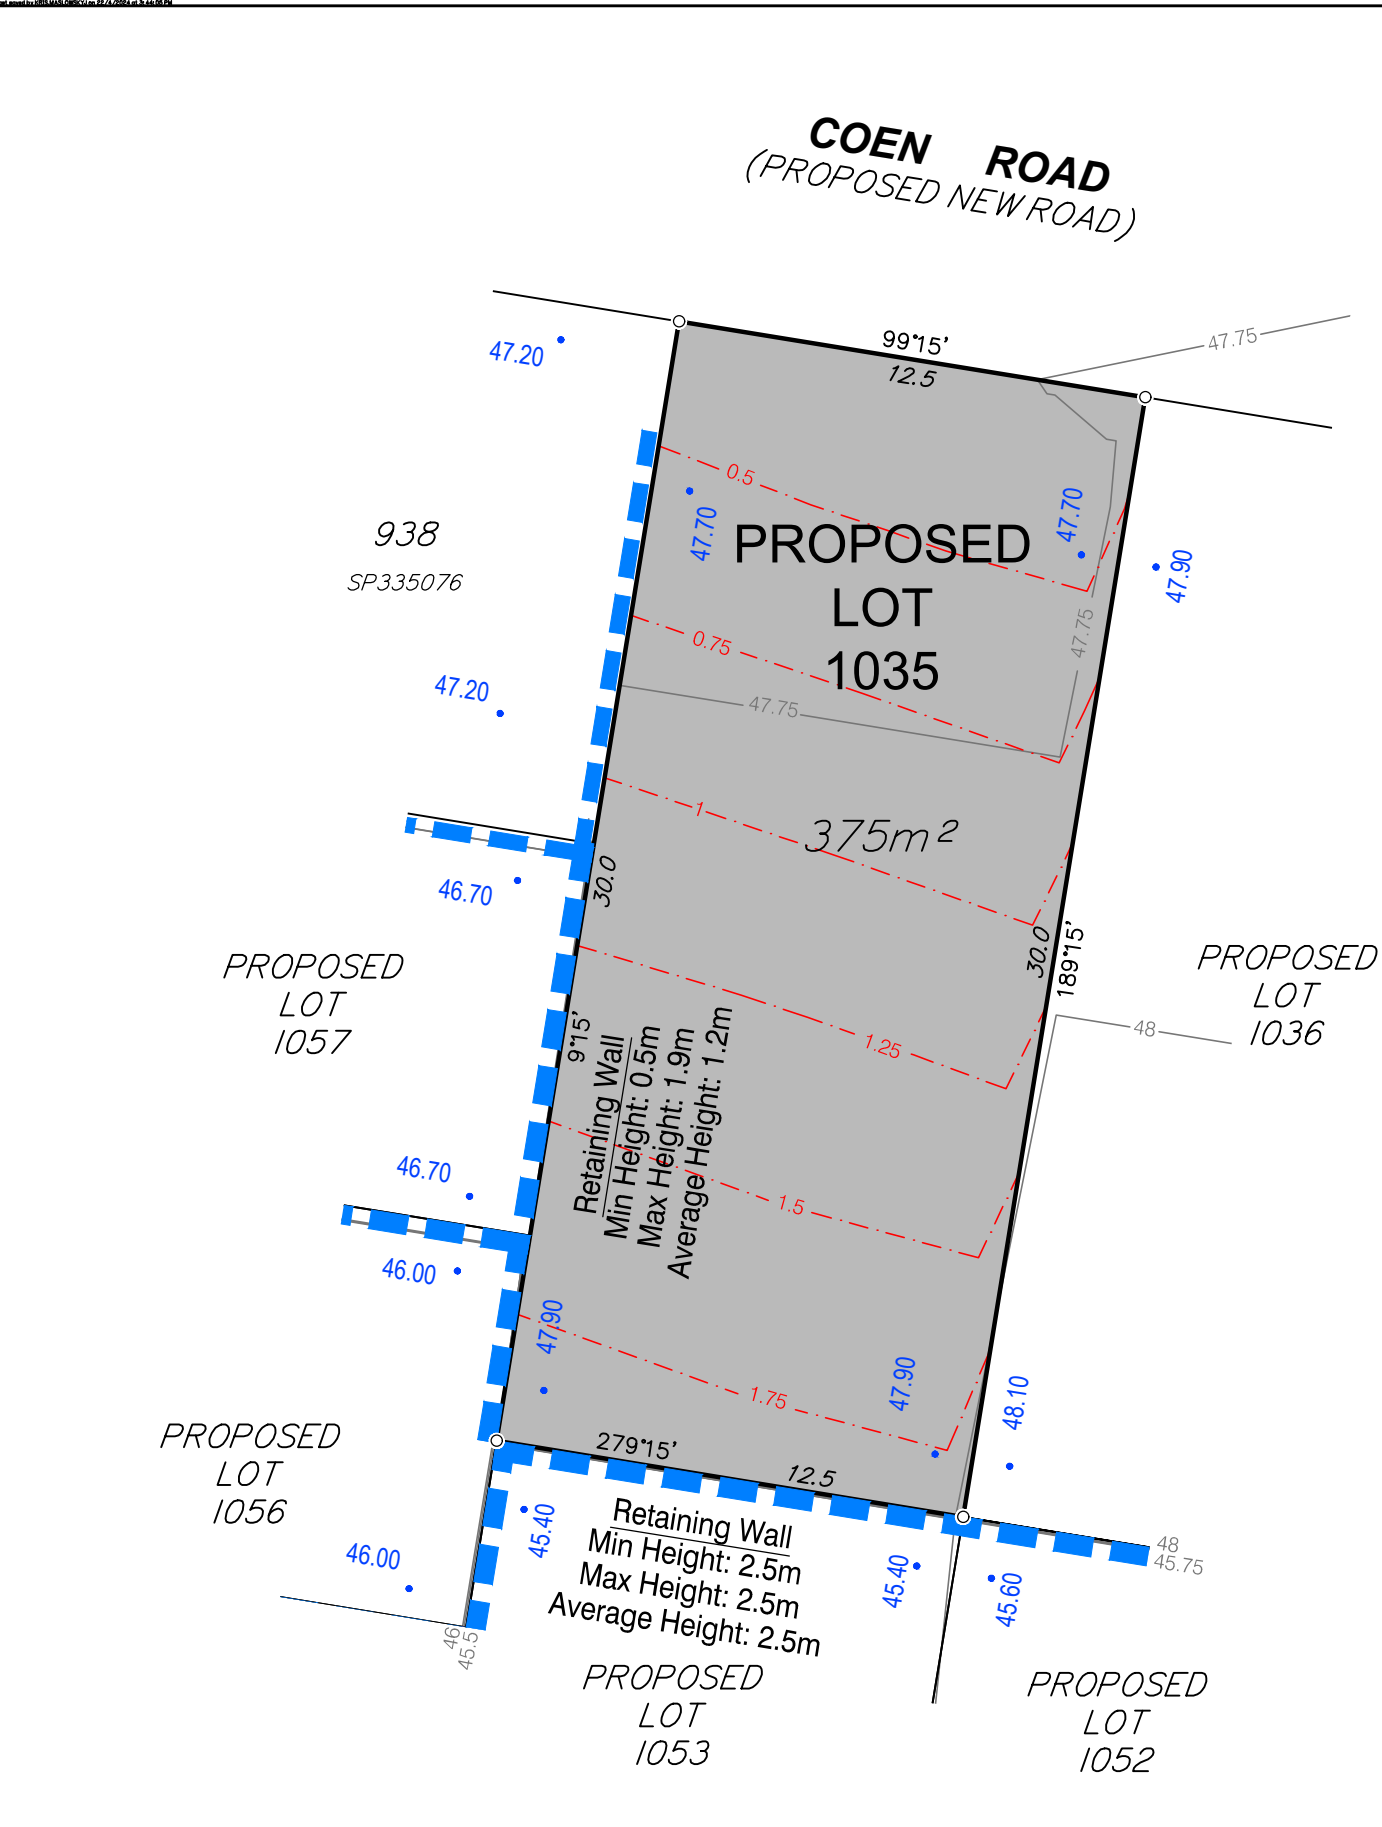 COEN ROAD
(PROPOSED NEW ROAD)
99°15'
12.5
47.75
47.20
0.5
47.70
47.70
47.90
938
SP335076
PROPOSED
LOT
1035
0.75
47.75
47.75
47.20
1
375m²
46.70
30.0
30.0
189°15'
PROPOSED
LOT
1057
PROPOSED
LOT
1036
48
9°15'
1.25
Retaining Wall
Min Height: 0.5m
Max Height: 1.9m
Average Height: 1.2m
46.70
1.5
46.00
47.90
47.90
48.10
1.75
PROPOSED
LOT
1056
279°15'
12.5
Retaining Wall
Min Height: 2.5m
Max Height: 2.5m
Average Height: 2.5m
45.40
45.40
45.60
48
45.75
46.00
46
45.5
PROPOSED
LOT
1053
PROPOSED
LOT
1052